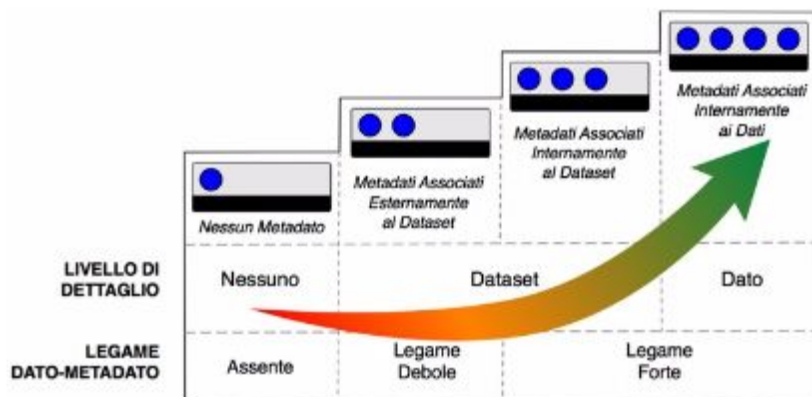 Nessun Metadato
Metadati Associati
Esternamente
al Dataset
Metadati Associati
Internamente
al Dataset
Metadati Associati
Internamente
ai Dati
LIVELLO DI
DETTAGLIO
Nessuno
Dataset
Dato
LEGAME
DATO-METADATO
Assente
Legame
Debole
Legame
Forte